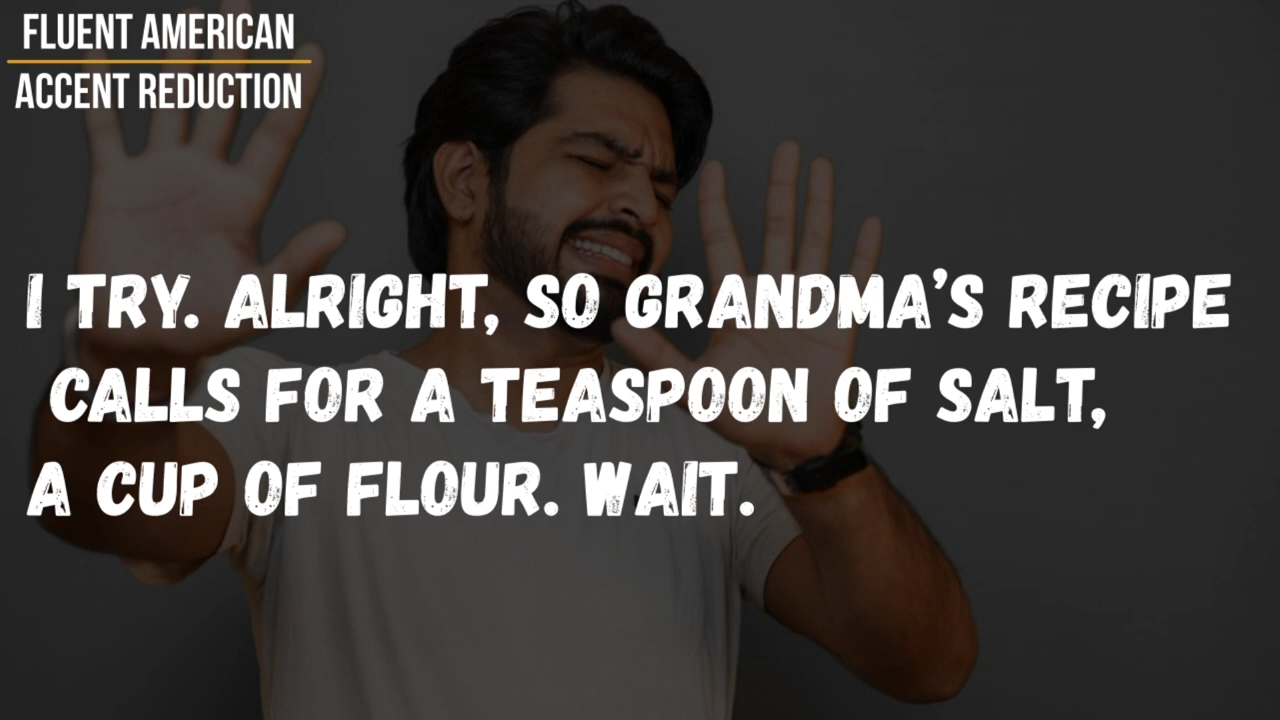 FLUENT AMERICAN
ACCENT REDUCTION
I TRY. ALRIGHT, SO GRANDMA’S RECIPE
CALLS FOR A TEASPOON OF SALT,
A CUP OF FLOUR. WAIT.